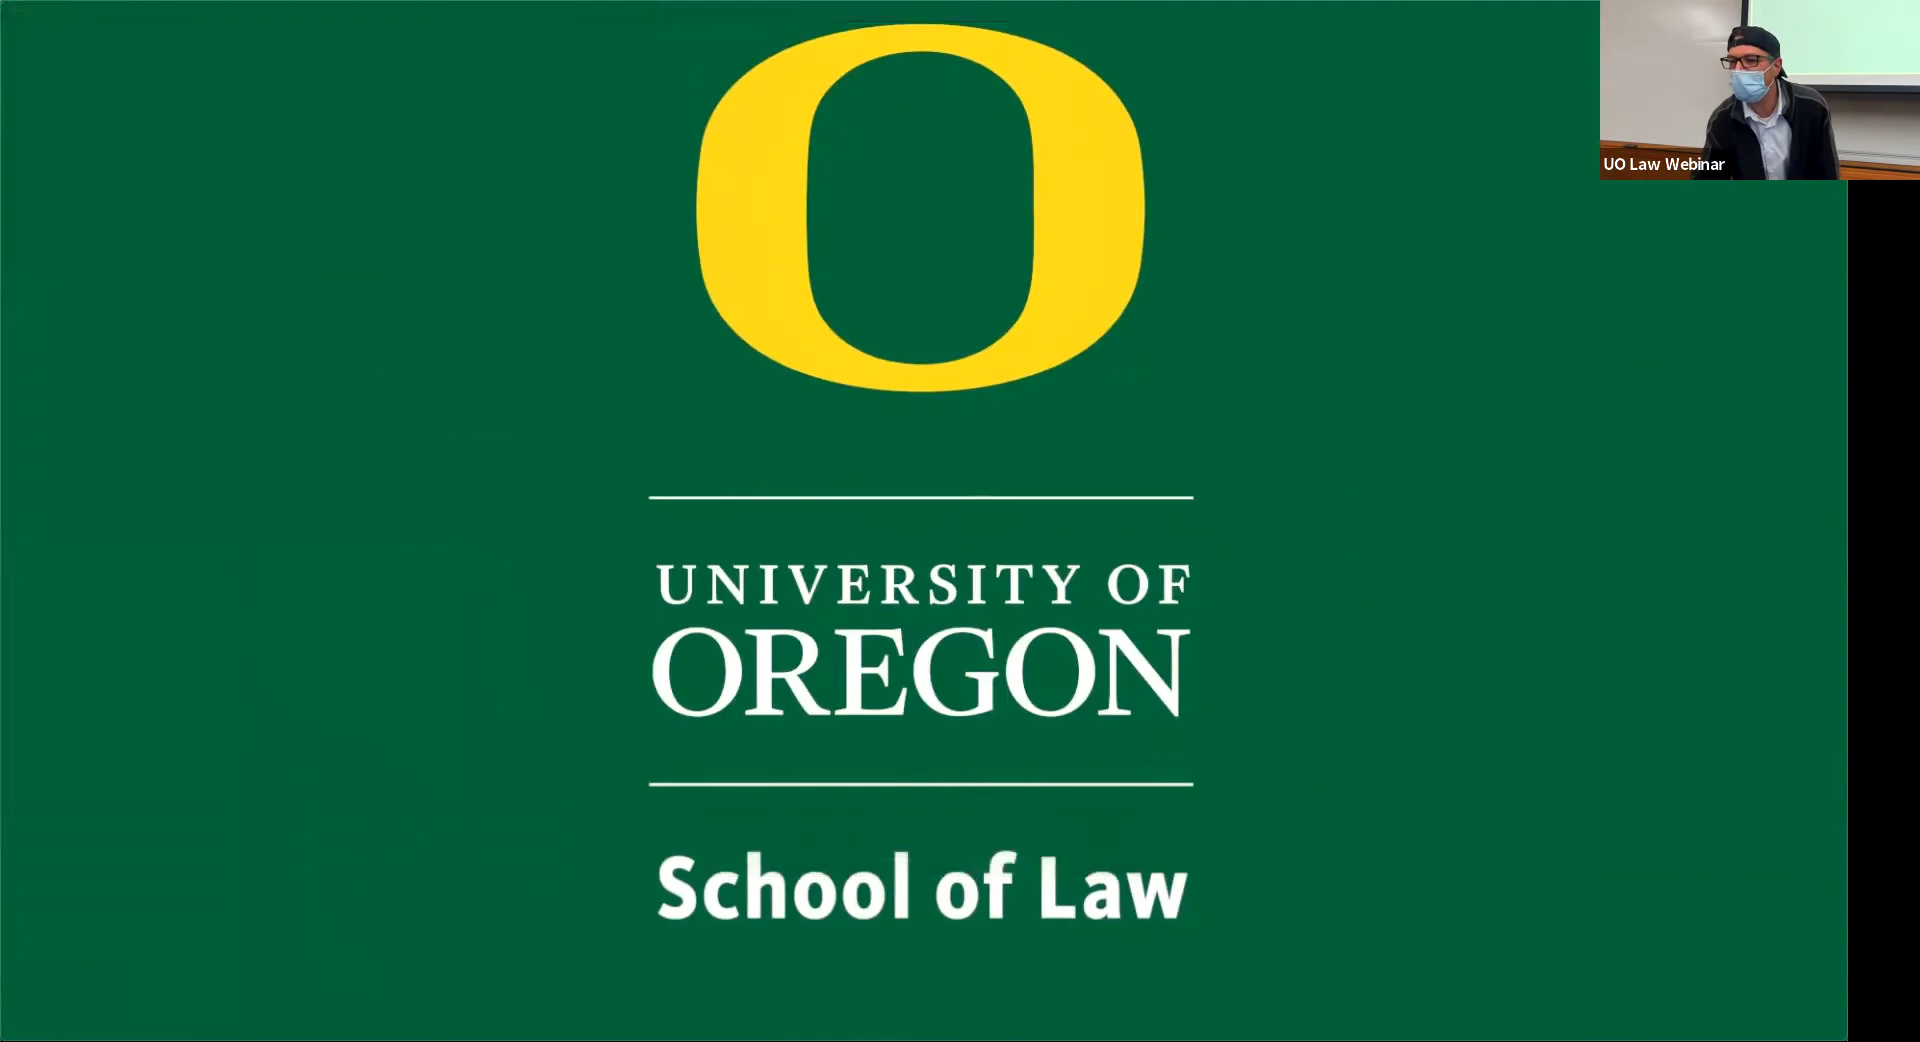 O
UO Law Webinar
UNIVERSITY OF
OREGON
School of Law